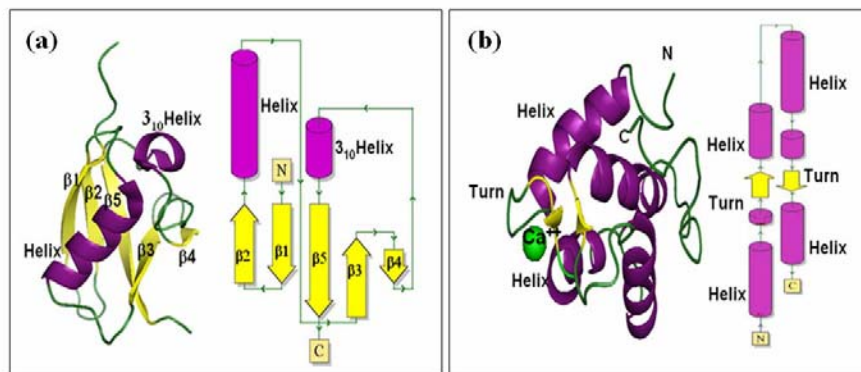 (a)
3₁₀Helix
β1
β2
β5
β3
β4
Helix
Helix
3₁₀Helix
N
β2
β1
β5
β3
β4
C
(b)
N
Helix
C
Turn
Ca++
Helix
Helix
Turn
Turn
Helix
Helix
C
N